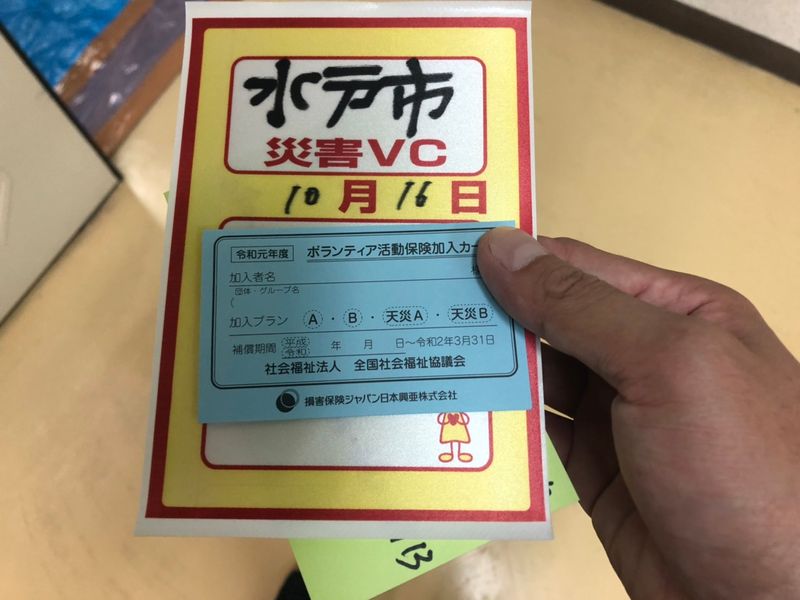 水戸市
災害VC
10月16日
令和元年度 ボランティア活動保険加入カー
加入者名
団体・グループ名
(
加入プラン A・B・天災A・天災B
補償期間 平成 令和 年 月 日~令和2年3月31日
社会福祉法人 全国社会福祉協議会
損害保険ジャパン日本興亜株式会社
13